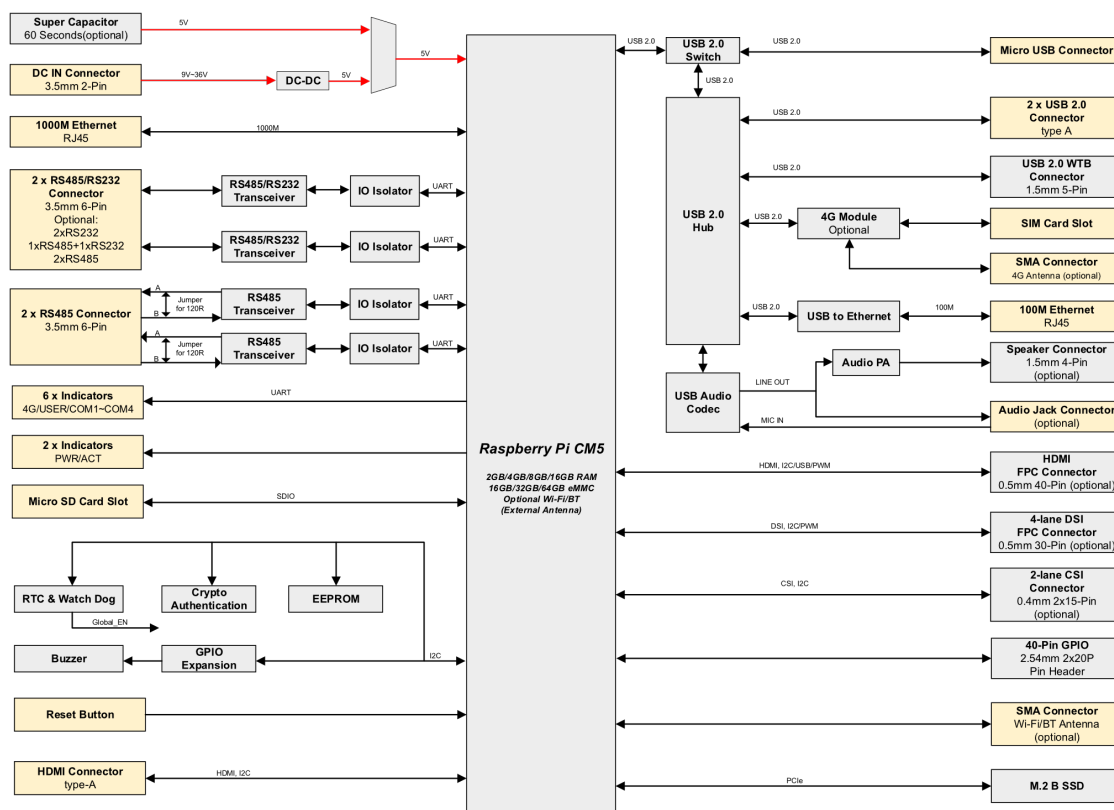 Super Capacitor
60 Seconds(optional)
5V
DC IN Connector
3.5mm 2-Pin
9V~36V
DC-DC
5V
5V
1000M Ethernet
RJ45
1000M
2 x RS485/RS232
Connector
3.5mm 6-Pin
Optional:
2xRS232
1xRS485+1xRS232
2xRS485
RS485/RS232
Transceiver
IO Isolator
UART
RS485/RS232
Transceiver
IO Isolator
UART
2 x RS485 Connector
3.5mm 6-Pin
A
Jumper
for 120R
B
RS485
Transceiver
IO Isolator
UART
A
Jumper
for 120R
B
RS485
Transceiver
IO Isolator
UART
6 x Indicators
4G/USER/COM1~COM4
UART
2 x Indicators
PWR/ACT
Micro SD Card Slot
SDIO
RTC & Watch Dog
Crypto
Authentication
EEPROM
Global_EN
Buzzer
GPIO
Expansion
I2C
Reset Button
HDMI Connector
type-A
HDMI, I2C
Raspberry Pi CM5
2GB/4GB/8GB/16GB RAM
16GB/32GB/64GB eMMC
Optional Wi-Fi/BT
(External Antenna)
USB 2.0
USB 2.0
Switch
USB 2.0
Micro USB Connector
USB 2.0
USB 2.0
Hub
USB 2.0
2 x USB 2.0
Connector
type A
USB 2.0
USB 2.0 WTB
Connector
1.5mm 5-Pin
USB 2.0
4G Module
Optional
SIM Card Slot
SMA Connector
4G Antenna (optional)
USB 2.0
USB to Ethernet
100M
100M Ethernet
RJ45
USB Audio
Codec
LINE OUT
Audio PA
Speaker Connector
1.5mm 4-Pin
(optional)
MIC IN
Audio Jack Connector
(optional)
HDMI, I2C/USB/PWM
HDMI
FPC Connector
0.5mm 40-Pin (optional)
DSI, I2C/PWM
4-lane DSI
FPC Connector
0.5mm 30-Pin (optional)
CSI, I2C
2-lane CSI
Connector
0.4mm 2x15-Pin
(optional)
40-Pin GPIO
2.54mm 2x20P
Pin Header
SMA Connector
Wi-Fi/BT Antenna
(optional)
PCIe
M.2 B SSD